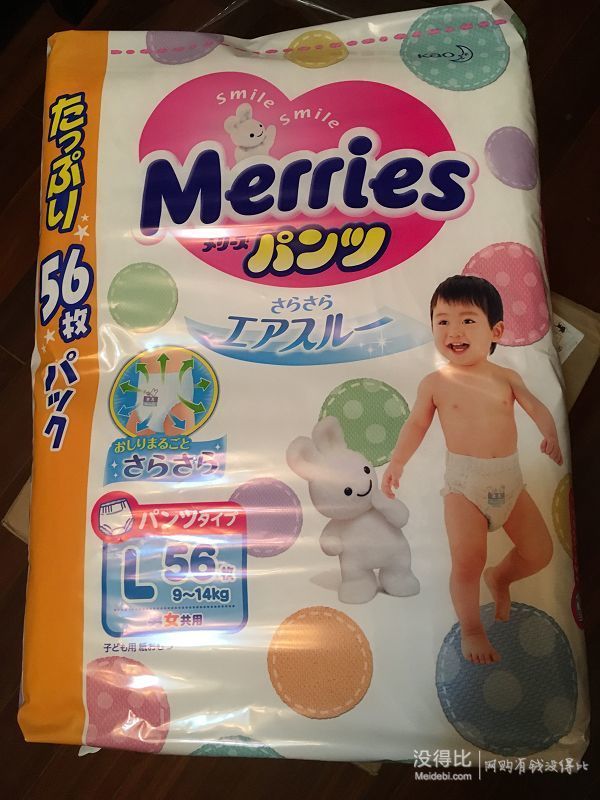 Kao
Smile Smile
Merries
メリーズ
パンツ
さらさら
エアスルー
たっぷり
56枚
パック
おしりまるごと
さらさら
パンツタイプ
L
56枚
9~14kg
女共用
子ども用 紙お
没得比
Meidebi.com
网购有钱没得比